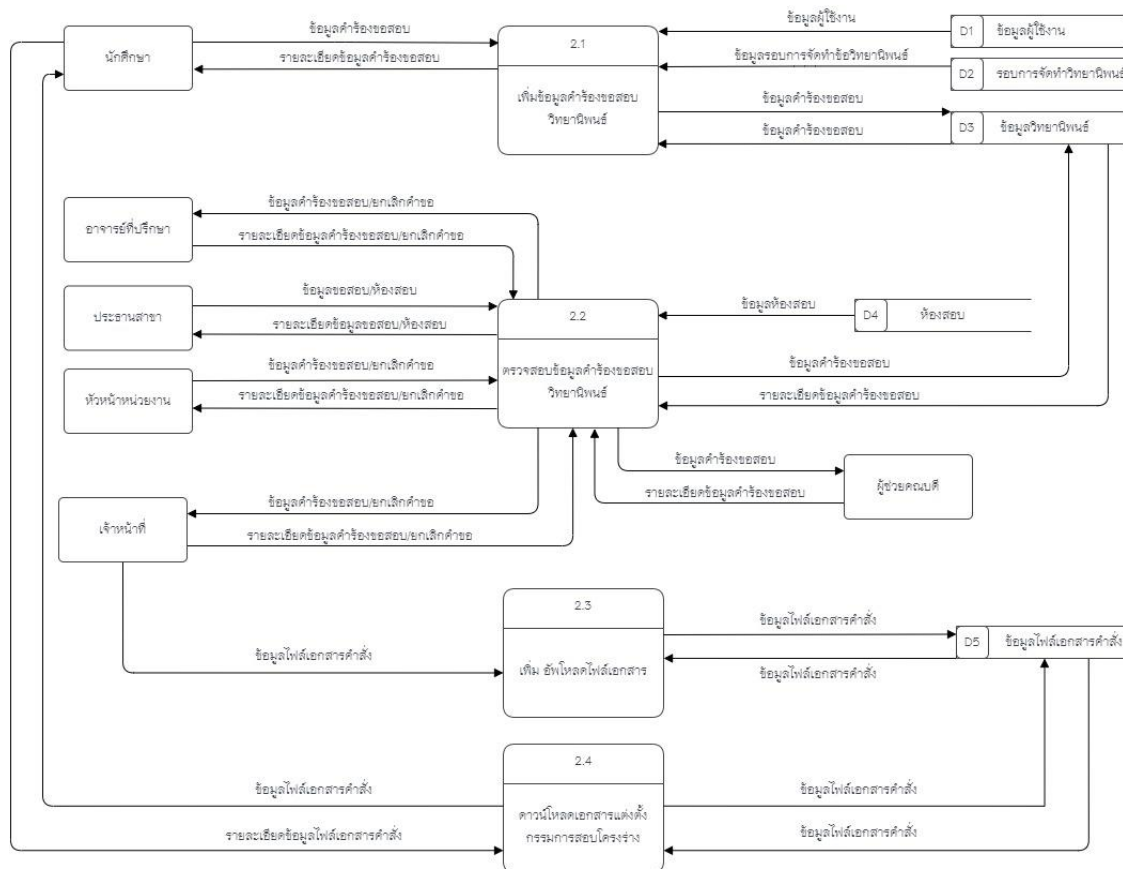 ข้อมูลคำร้องขอสอบ
ข้อมูลผู้ใช้งาน
D1 ข้อมูลผู้ใช้งาน
นักศึกษา
2.1
รายละเอียดข้อมูลคำร้องขอสอบ
ข้อมูลรอบการจัดทำข้อวิทยานิพนธ์
D2 รอบการจัดทำวิทยานิพนธ์
เพิ่มข้อมูลคำร้องขอสอบ
วิทยานิพนธ์
ข้อมูลคำร้องขอสอบ
D3 ข้อมูลวิทยานิพนธ์
ข้อมูลคำร้องขอสอบ
ข้อมูลคำร้องขอสอบ/ยกเลิกคำขอ
อาจารย์ที่ปรึกษา
รายละเอียดข้อมูลคำร้องขอสอบ/ยกเลิกคำขอ
ข้อมูลขอสอบ/ห้องสอบ
ประธานสาขา
รายละเอียดข้อมูลขอสอบ/ห้องสอบ
2.2
ข้อมูลห้องสอบ
D4 ห้องสอบ
ข้อมูลคำร้องขอสอบ/ยกเลิกคำขอ
หัวหน้าหน่วยงาน
รายละเอียดข้อมูลคำร้องขอสอบ/ยกเลิกคำขอ
ตรวจสอบข้อมูลคำร้องขอสอบ
วิทยานิพนธ์
ข้อมูลคำร้องขอสอบ
รายละเอียดข้อมูลคำร้องขอสอบ
ข้อมูลคำร้องขอสอบ
ผู้ช่วยคณบดี
รายละเอียดข้อมูลคำร้องขอสอบ
ข้อมูลคำร้องขอสอบ/ยกเลิกคำขอ
เจ้าหน้าที่
รายละเอียดข้อมูลคำร้องขอสอบ/ยกเลิกคำขอ
2.3
ข้อมูลไฟล์เอกสารคำสั่ง
D5 ข้อมูลไฟล์เอกสารคำสั่ง
ข้อมูลไฟล์เอกสารคำสั่ง
เพิ่ม อัพโหลดไฟล์เอกสาร
ข้อมูลไฟล์เอกสารคำสั่ง
2.4
ข้อมูลไฟล์เอกสารคำสั่ง
ข้อมูลไฟล์เอกสารคำสั่ง
ดาวน์โหลดเอกสารแต่งตั้ง
กรรมการสอบโครงร่าง
รายละเอียดข้อมูลไฟล์เอกสารคำสั่ง
ข้อมูลไฟล์เอกสารคำสั่ง